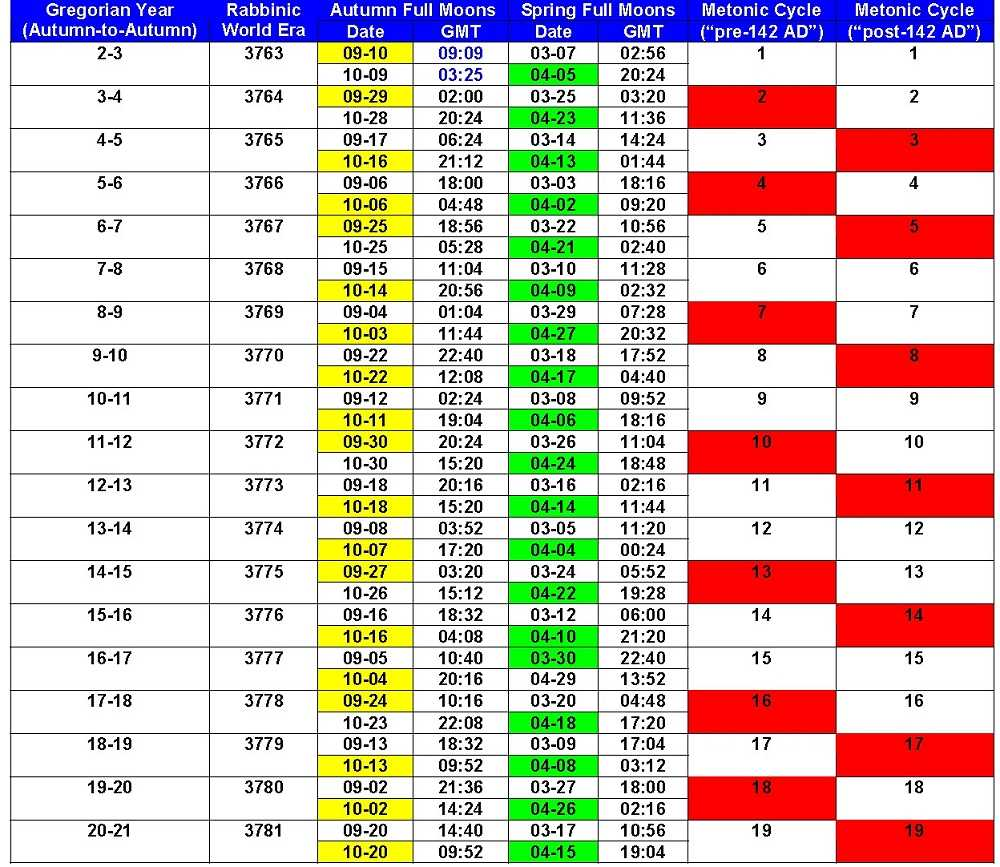 Gregorian Year Rabbinic Autumn Full Moons Spring Full Moons Metonic Cycle Metonic Cycle
(Autumn-to-Autumn) World Era Date GMT Date GMT (“pre-142 AD”) (“post-142 AD”)
2-3 3763 09-10 09:09 03-07 02:56 1 1
10-09 03:25 04-05 20:24
3-4 3764 09-29 02:00 03-25 03:20 2 2
10-28 20:24 04-23 11:36
4-5 3765 09-17 06:24 03-14 14:24 3 3
10-16 21:12 04-13 01:44
5-6 3766 09-06 18:00 03-03 18:16 4 4
10-06 04:48 04-02 09:20
6-7 3767 09-25 18:56 03-22 10:56 5 5
10-25 05:28 04-21 02:40
7-8 3768 09-15 11:04 03-10 11:28 6 6
10-14 20:56 04-09 02:32
8-9 3769 09-04 01:04 03-29 07:28 7 7
10-03 11:44 04-27 20:32
9-10 3770 09-22 22:40 03-18 17:52 8 8
10-22 12:08 04-17 04:40
10-11 3771 09-12 02:24 03-08 09:52 9 9
10-11 19:04 04-06 18:16
11-12 3772 09-30 20:24 03-26 11:04 10 10
10-30 15:20 04-24 18:48
12-13 3773 09-18 20:16 03-16 02:16 11 11
10-18 15:20 04-14 11:44
13-14 3774 09-08 03:52 03-05 11:20 12 12
10-07 17:20 04-04 00:24
14-15 3775 09-27 03:20 03-24 05:52 13 13
10-26 15:12 04-22 19:28
15-16 3776 09-16 18:32 03-12 06:00 14 14
10-16 04:08 04-10 21:20
16-17 3777 09-05 10:40 03-30 22:40 15 15
10-04 20:16 04-29 13:52
17-18 3778 09-24 10:16 03-20 04:48 16 16
10-23 22:08 04-18 17:20
18-19 3779 09-13 18:32 03-09 17:04 17 17
10-13 09:52 04-08 03:12
19-20 3780 09-02 21:36 03-27 18:00 18 18
10-02 14:24 04-26 02:16
20-21 3781 09-20 14:40 03-17 10:56 19 19
10-20 09:52 04-15 19:04